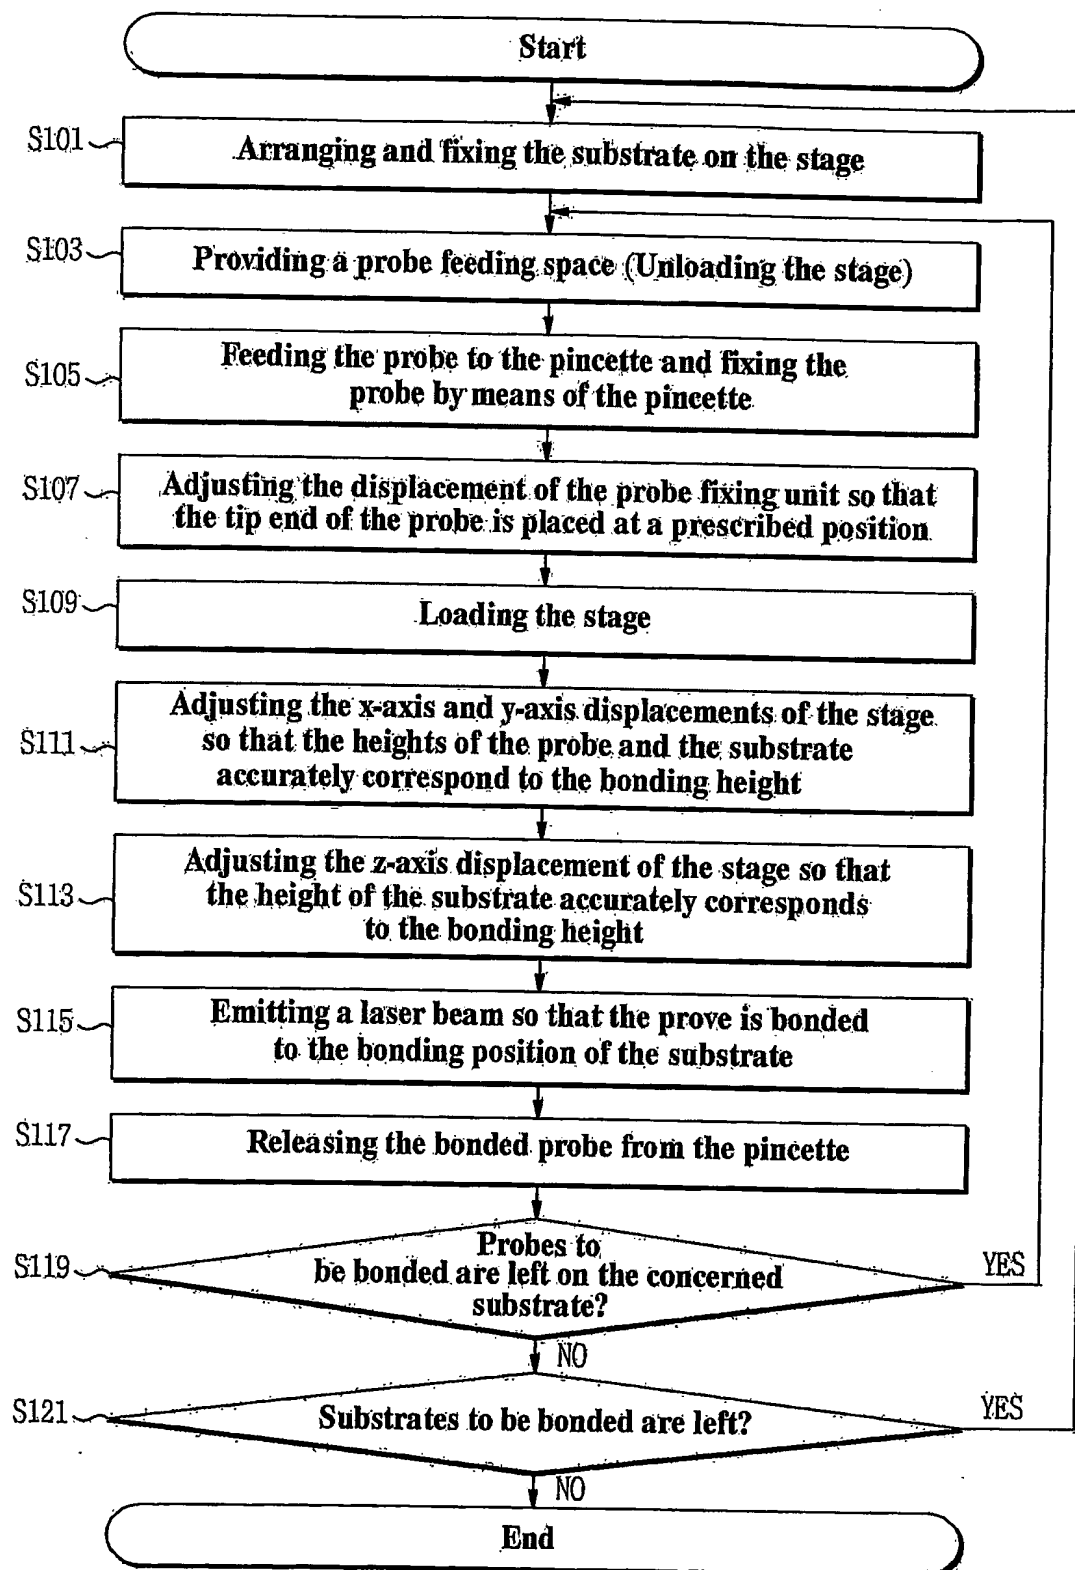 Start
S101
Arranging and fixing the substrate on the stage
S103
Providing a probe feeding space (Unloading the stage)
S105
Feeding the probe to the pincette and fixing the
probe by means of the pincette
S107
Adjusting the displacement of the probe fixing unit so that
the tip end of the probe is placed at a prescribed position
S109
Loading the stage
S111
Adjusting the x-axis and y-axis displacements of the stage
so that the heights of the probe and the substrate
accurately correspond to the bonding height
S113
Adjusting the z-axis displacement of the stage so that
the height of the substrate accurately corresponds
to the bonding height
S115
Emitting a laser beam so that the prove is bonded
to the bonding position of the substrate
S117
Releasing the bonded probe from the pincette
S119
Probes to
be bonded are left on the concerned
substrate?
YES
NO
S121
Substrates to be bonded are left?
YES
NO
End